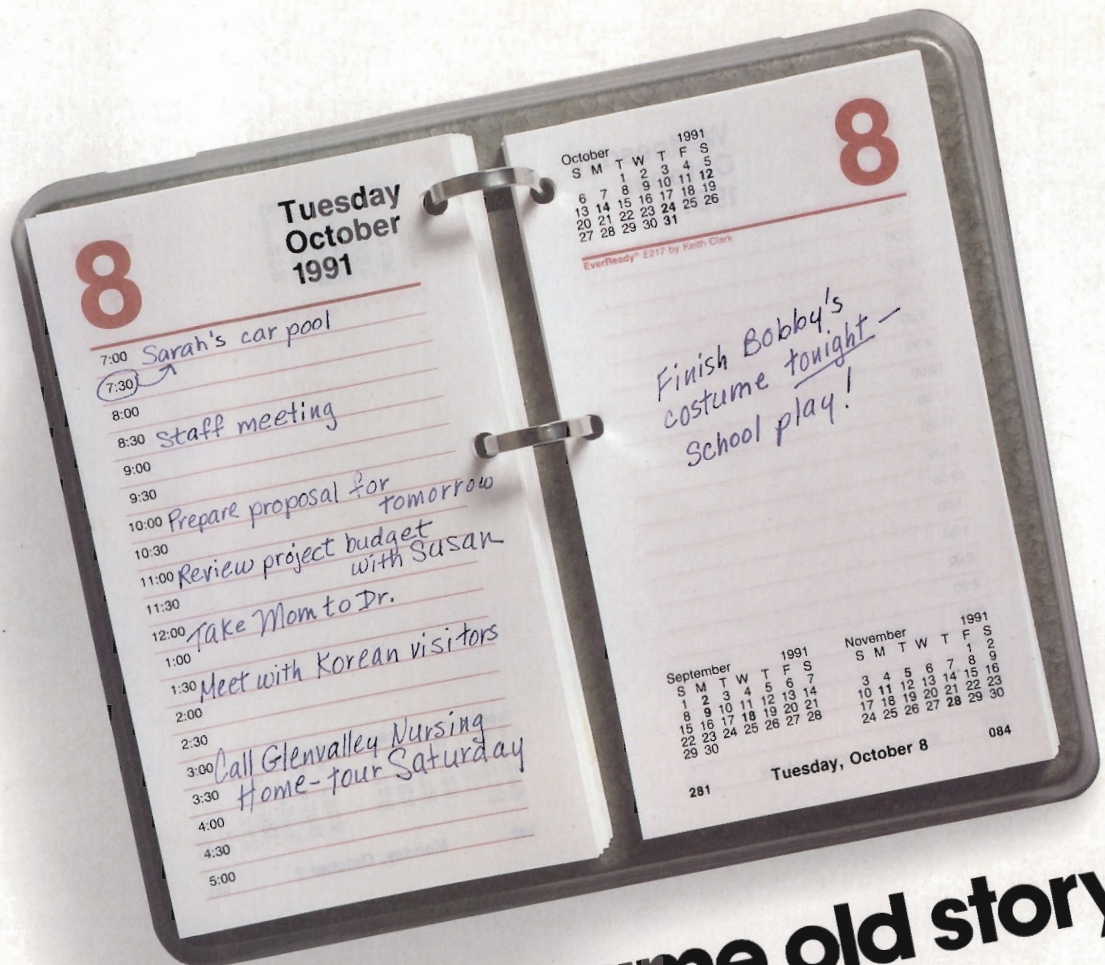 8
Tuesday
October
1991
7:00 Sarah's car pool
7:30
8:00
8:30 Staff meeting
9:00
9:30
10:00 Prepare proposal for
tomorrow
10:30
11:00 Review project budget
with Susan
11:30
12:00 Take Mom to Dr.
1:00
1:30 Meet with Korean visitors
2:00
2:30
3:00 Call Glenvalley Nursing
3:30 Home-tour Saturday
4:00
4:30
5:00
October 1991
S M T W T F S
1 2 3 4 5
6 7 8 9 10 11 12
13 14 15 16 17 18 19
20 21 22 23 24 25 26
27 28 29 30 31
8
EverReady® E217 by Keith Clark
Finish Bobby's
costume tonight —
School play!
September 1991
S M T W T F S
1 2 3 4 5 6 7
8 9 10 11 12 13 14
15 16 17 18 19 20 21
22 23 24 25 26 27 28
29 30
November 1991
S M T W T F S
1 2
3 4 5 6 7 8 9
10 11 12 13 14 15 16
17 18 19 20 21 22 23
24 25 26 27 28 29 30
281 Tuesday, October 8 084
old story